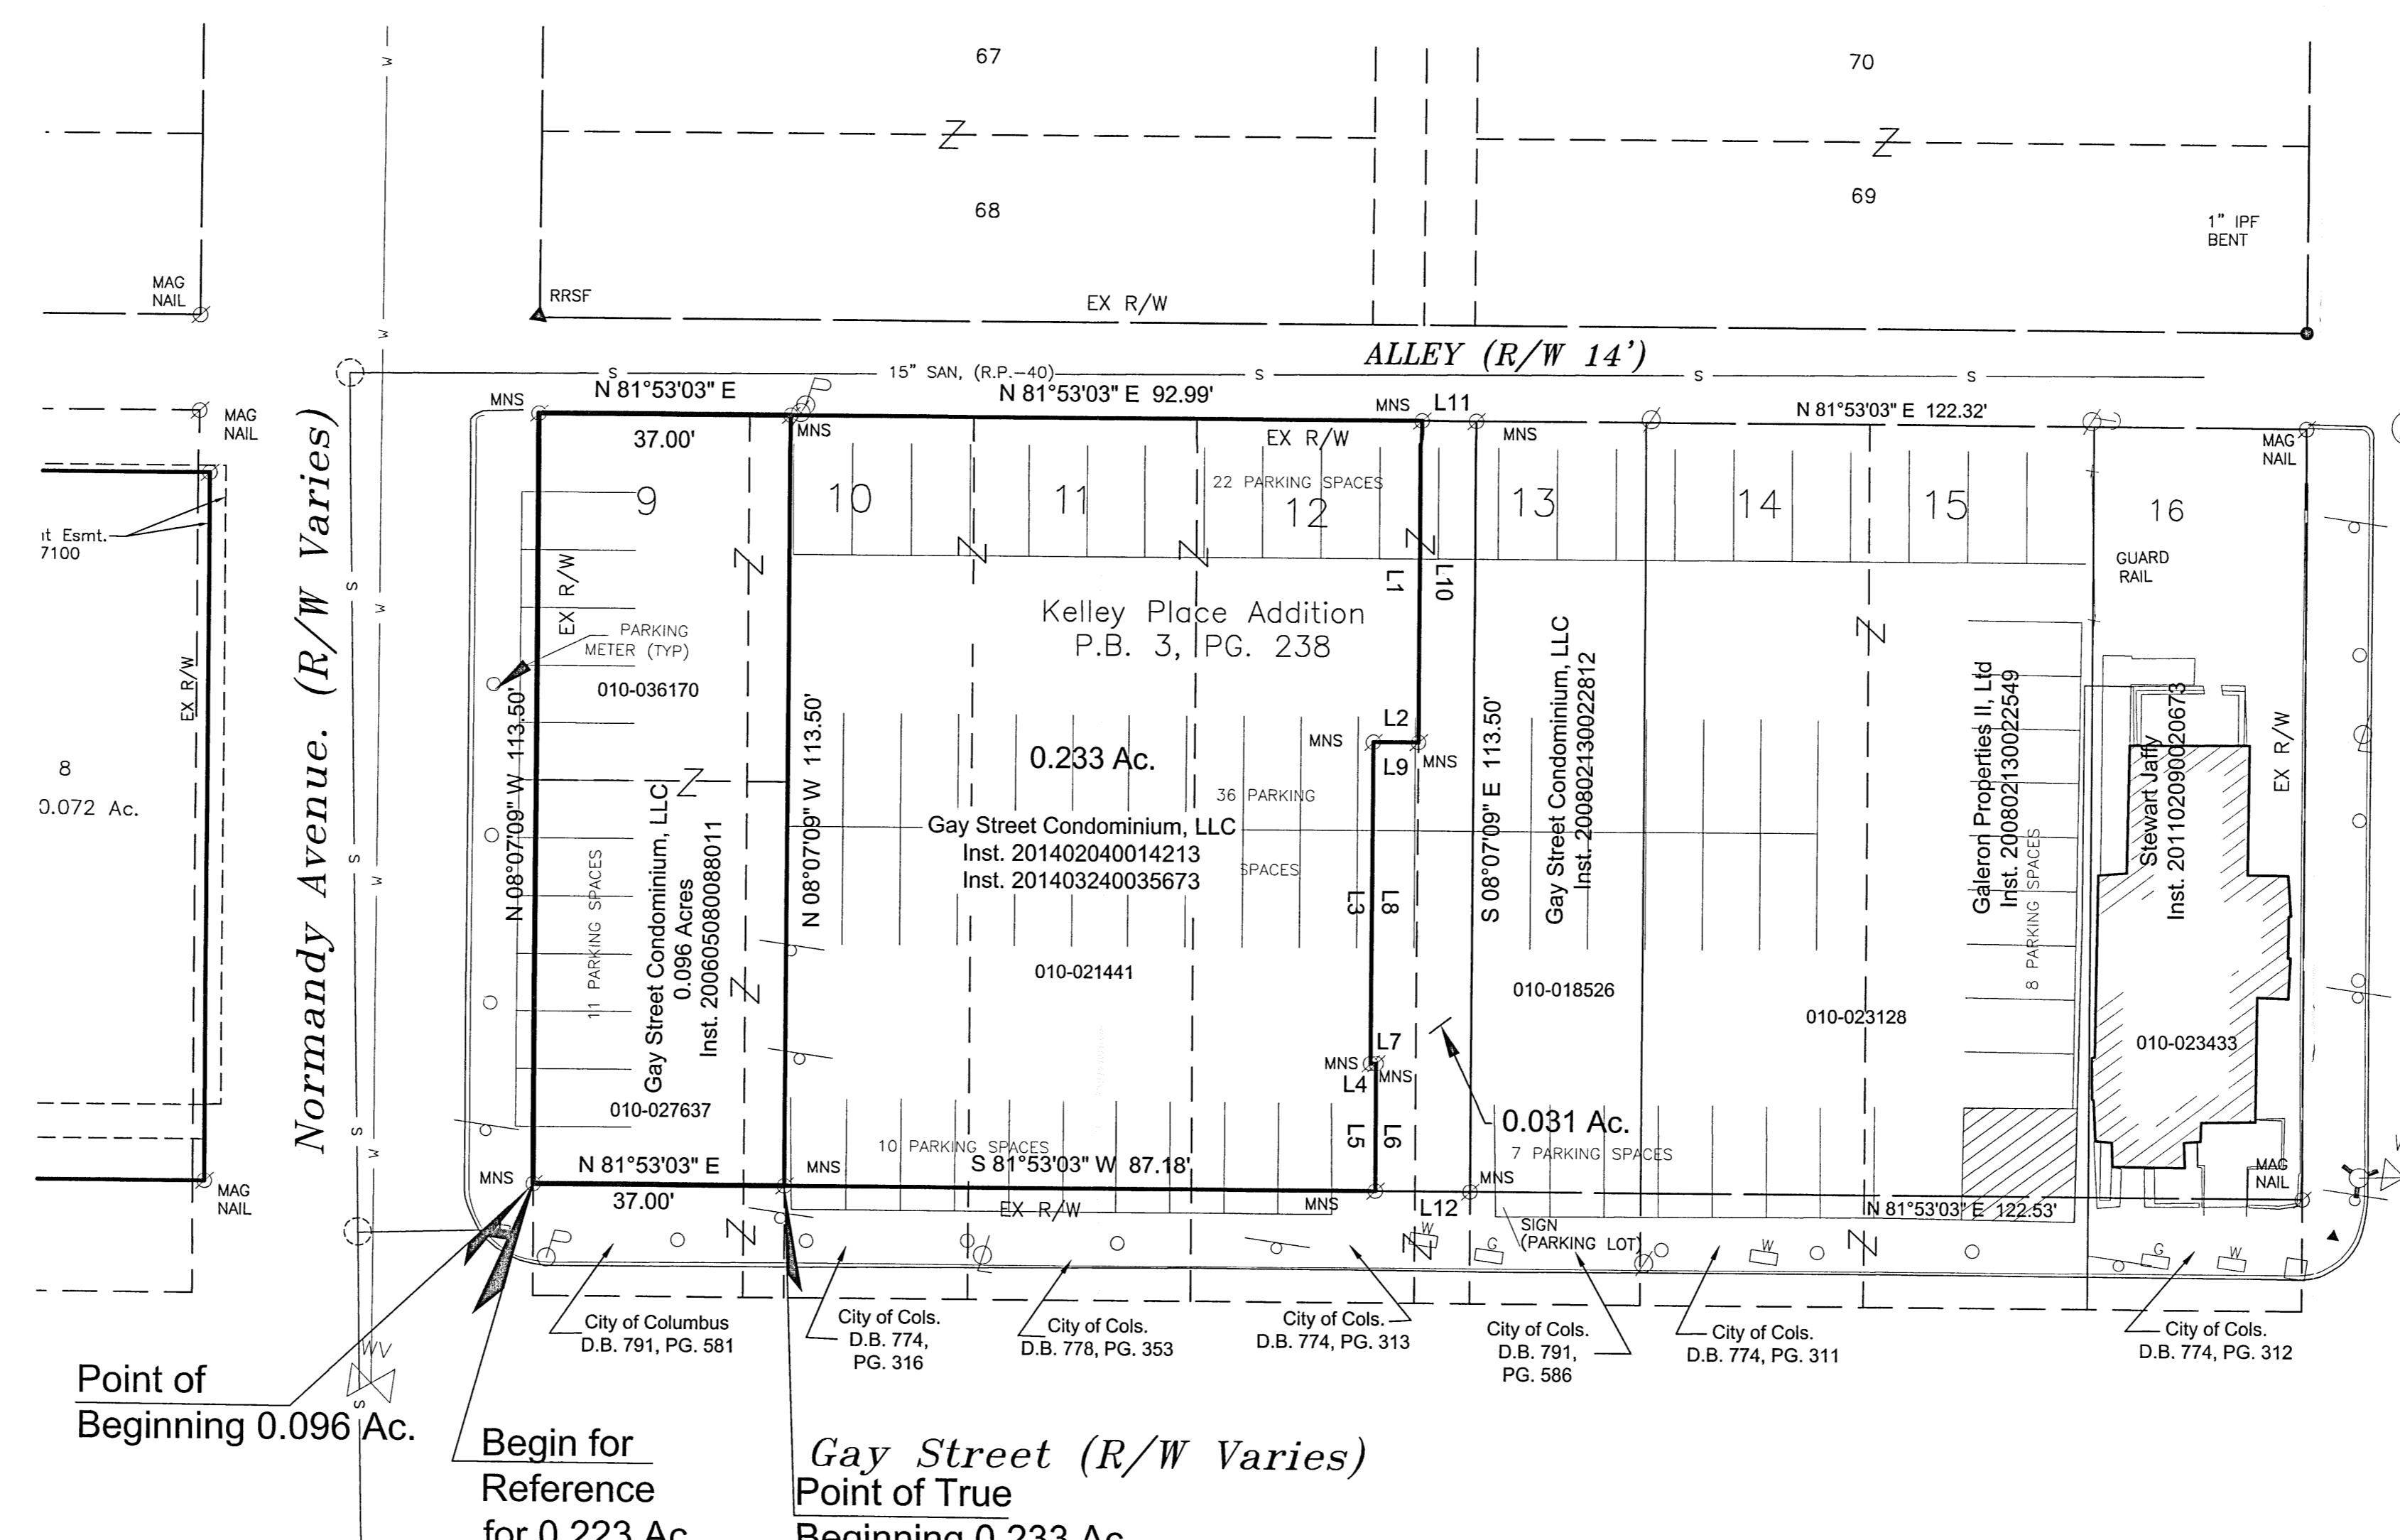 67
70
68
69
1" IPF
BENT
MAG
NAIL
RRSF
EX R/W
ALLEY (R/W 14')
W
W
W
W
W
W
S
15" SAN, (R.P.-40)
S
S
S
N 81°53'03" E
N 81°53'03" E 92.99'
N 81°53'03" E 122.32'
MNS
MNS
MNS
L11
MNS
MAG
NAIL
MAG
NAIL
37.00'
EX R/W
9
10
11
22 PARKING SPACES
12
13
14
15
16
GUARD
RAIL
it Esmt.
7100
EX R/W
EX R/W
Normandy Avenue. (R/W Varies)
S
S
S
S
PARKING
METER (TYP)
010-036170
Kelley Place Addition
P.B. 3, PG. 238
L1
L10
L2
L9
MNS
MNS
N 08°07'09" W 113.50'
N 08°07'09" W 113.50'
S 08°07'09" E 113.50'
0.233 Ac.
36 PARKING
SPACES
Gay Street Condominium, LLC
Inst. 201402040014213
Inst. 201403240035673
8
0.072 Ac.
11 PARKING SPACES
Gay Street Condominium, LLC
0.096 Acres
Inst. 200605080088011
Gay Street Condominium, LLC
Inst. 200802130022812
Galeron Properties II, Ltd
Inst. 200802130022549
8 PARKING SPACES
Stewart Jaffy
Inst. 201102090020673
EX R/W
L3
L8
010-021441
010-018526
010-023128
010-023433
010-027637
L7
MNS
MNS
L4
L5
L6
0.031 Ac.
10 PARKING SPACES
7 PARKING SPACES
MNS
N 81°53'03" E
MNS
S 81°53'03" W 87.18'
MNS
MNS
MAG
NAIL
MAG
NAIL
37.00'
EX R/W
L12
N 81°53'03" E 122.53'
SIGN
(PARKING LOT)
W
G
W
G
W
City of Columbus
D.B. 791, PG. 581
City of Cols.
D.B. 774,
PG. 316
City of Cols.
D.B. 778, PG. 353
City of Cols.
D.B. 774, PG. 313
City of Cols.
D.B. 791,
PG. 586
City of Cols.
D.B. 774, PG. 311
City of Cols.
D.B. 774, PG. 312
WV
Point of
Beginning 0.096 Ac.
Begin for
Reference
for 0.223 Ac
Gay Street (R/W Varies)
Point of True
Beginning 0.233 Ac